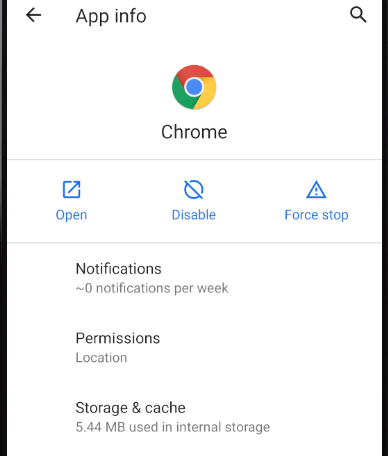 App info
Chrome
Open
Disable
Force stop
Notifications
~0 notifications per week
Permissions
Location
Storage & cache
5.44 MB used in internal storage